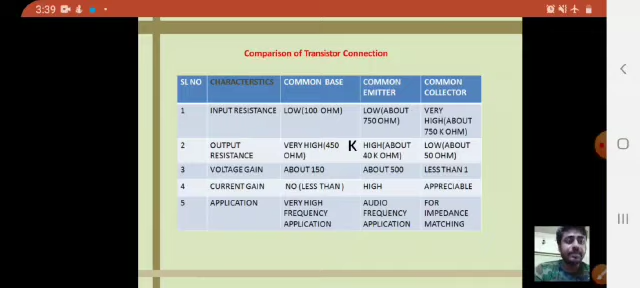 3:39
Comparison of Transistor Connection
SL NO CHARACTERSTICS COMMON BASE COMMON EMITTER COMMON COLLECTOR
1 INPUT RESISTANCE LOW(100 OHM) LOW(ABOUT 750 OHM) VERY HIGH(ABOUT 750 K OHM)
2 OUTPUT RESISTANCE VERY HIGH(450 K OHM) HIGH(ABOUT 40 K OHM) LOW(ABOUT 50 OHM)
3 VOLTAGE GAIN ABOUT 150 ABOUT 500 LESS THAN 1
4 CURRENT GAIN NO (LESS THAN ) HIGH APPRECIABLE
5 APPLICATION VERY HIGH FREQUENCY APPLICATION AUDIO FREQUENCY APPLICATION FOR IMPEDANCE MATCHING